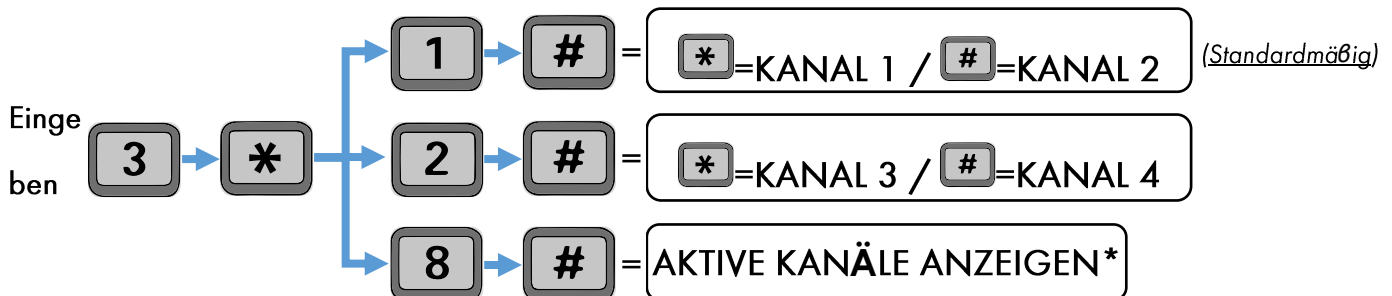 1 # = * =KANAL 1 / # =KANAL 2 (Standardmäßig)
Einge
3 * 2 # = * =KANAL 3 / # =KANAL 4
ben
8 # = AKTIVE KANÄLE ANZEIGEN*